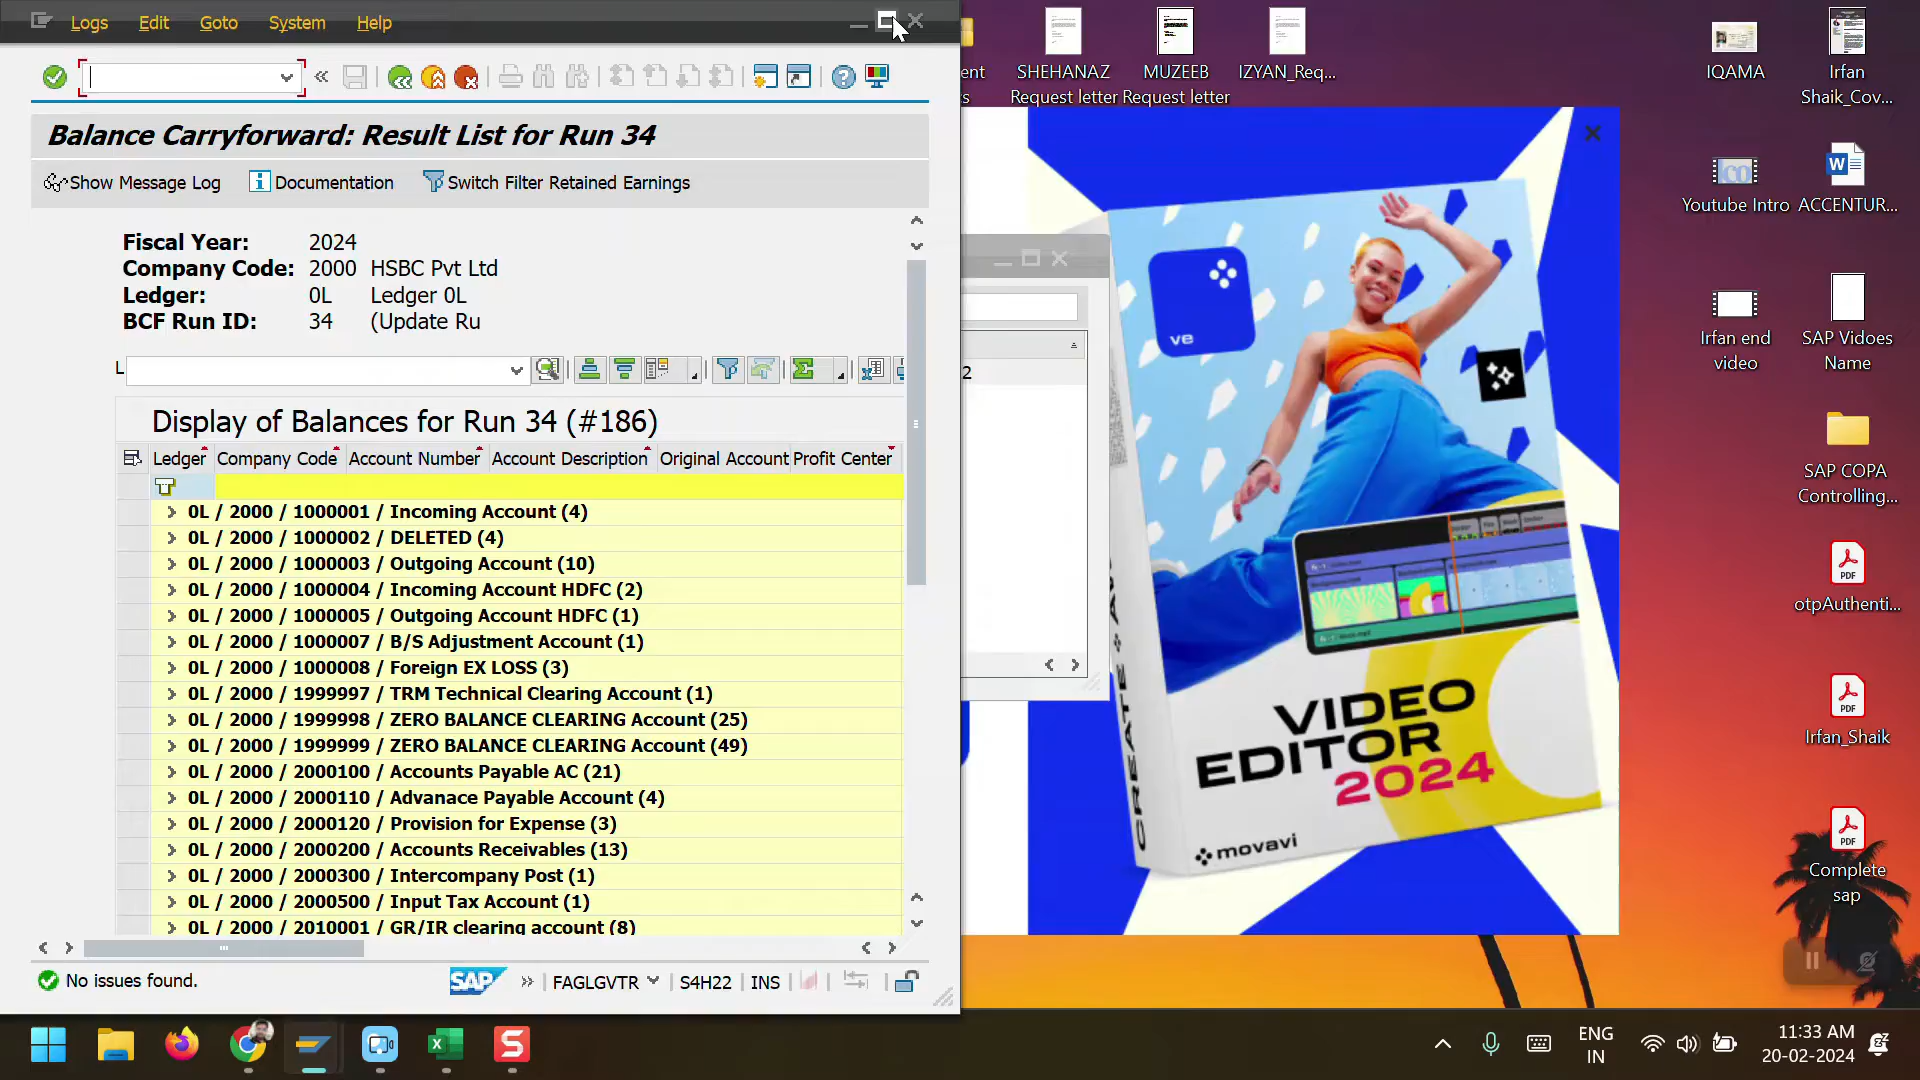 Logs Edit Goto System Help
Balance Carryforward: Result List for Run 34
Show Message Log Documentation Switch Filter Retained Earnings
Fiscal Year: 2024
Company Code: 2000 HSBC Pvt Ltd
Ledger: 0L Ledger 0L
BCF Run ID: 34 (Update Ru
L
Display of Balances for Run 34 (#186)
Ledger Company Code Account Number Account Description Original Account Profit Center
0L / 2000 / 1000001 / Incoming Account (4)
0L / 2000 / 1000002 / DELETED (4)
0L / 2000 / 1000003 / Outgoing Account (10)
0L / 2000 / 1000004 / Incoming Account HDFC (2)
0L / 2000 / 1000005 / Outgoing Account HDFC (1)
0L / 2000 / 1000007 / B/S Adjustment Account (1)
0L / 2000 / 1000008 / Foreign EX LOSS (3)
0L / 2000 / 1999997 / TRM Technical Clearing Account (1)
0L / 2000 / 1999998 / ZERO BALANCE CLEARING Account (25)
0L / 2000 / 1999999 / ZERO BALANCE CLEARING Account (49)
0L / 2000 / 2000100 / Accounts Payable AC (21)
0L / 2000 / 2000110 / Advanace Payable Account (4)
0L / 2000 / 2000120 / Provision for Expense (3)
0L / 2000 / 2000200 / Accounts Receivables (13)
0L / 2000 / 2000300 / Intercompany Post (1)
0L / 2000 / 2000500 / Input Tax Account (1)
0L / 2000 / 2010001 / GR/IR clearing account (8)
No issues found.
SAP FAGLGVTR S4H22 INS
2
ent
s
SHEHANAZ
Request letter
MUZEEB
Request letter
IZYAN_Req...
IQAMA
Irfan
Shaik_Cov...
Youtube Intro
ACCENTUR...
Irfan end
video
SAP Vidoes
Name
SAP COPA
Controlling...
PDF
otpAuthenti...
PDF
Irfan_Shaik
PDF
Complete
sap
ve
VIDEO
EDITOR
2024
movavi
ENG
IN
11:33 AM
20-02-2024